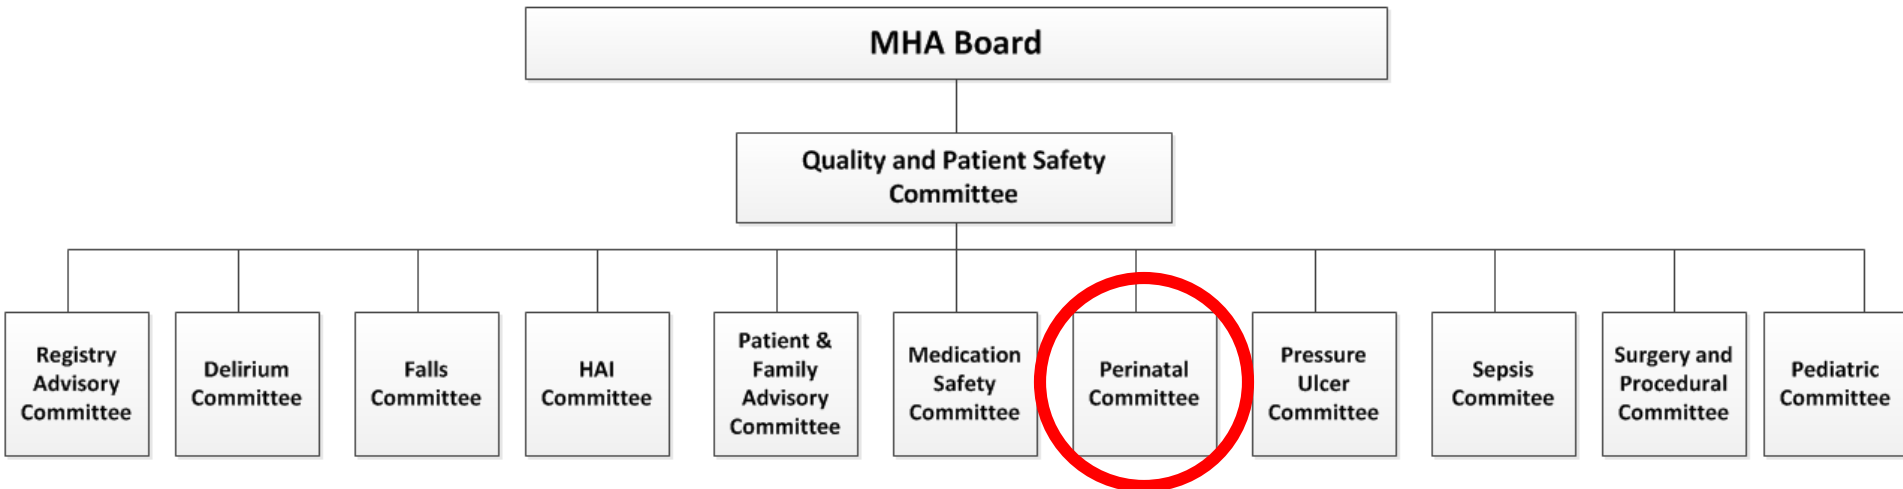 MHA Board
Quality and Patient Safety
Committee
Registry
Advisory
Committee
Delirium
Committee
Falls
Committee
HAI
Committee
Patient &
Family
Advisory
Committee
Medication
Safety
Committee
Perinatal
Committee
Pressure
Ulcer
Committee
Sepsis
Commitee
Surgery and
Procedural
Committee
Pediatric
Committee